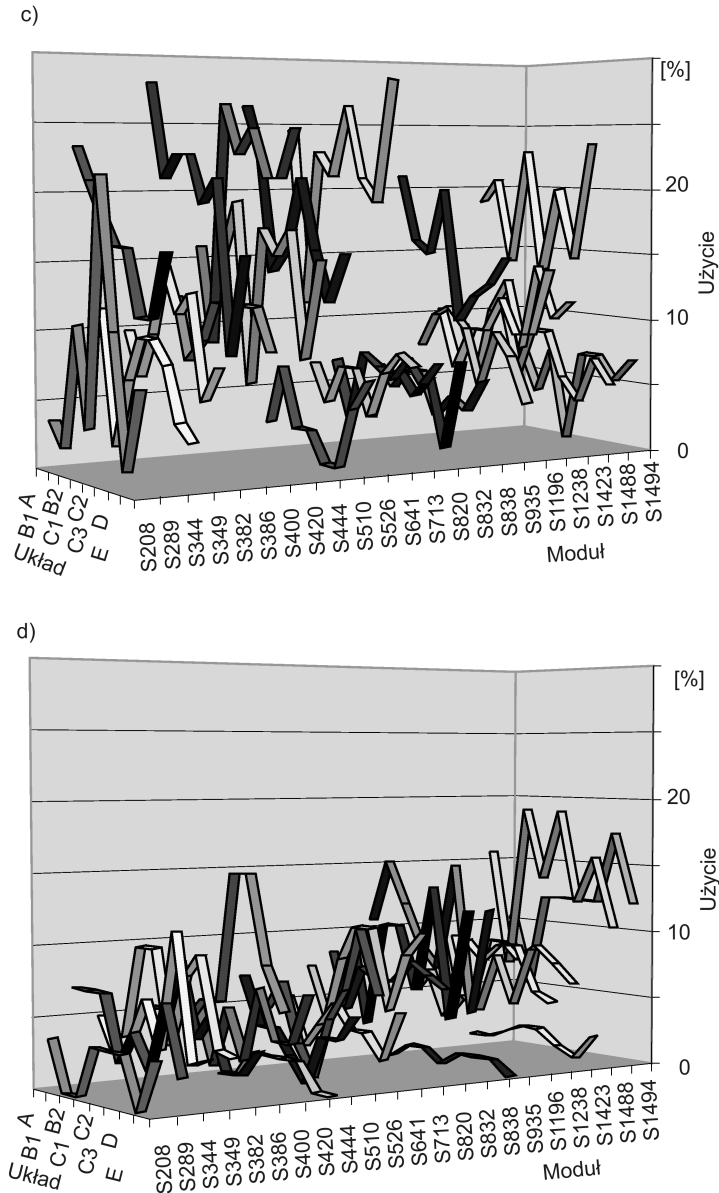 c)
[%]
20
10
0
Użycie
A
B1
B2
C1
C2
C3
D
E
Układ
S208
S289
S344
S349
S382
S386
S400
S420
S444
S510
S526
S641
S713
S820
S832
S838
S935
S1196
S1238
S1423
S1488
S1494
Moduł
d)
[%]
20
10
0
Użycie
A
B1
B2
C1
C2
C3
D
E
Układ
S208
S289
S344
S349
S382
S386
S400
S420
S444
S510
S526
S641
S713
S820
S832
S838
S935
S1196
S1238
S1423
S1488
S1494
Moduł